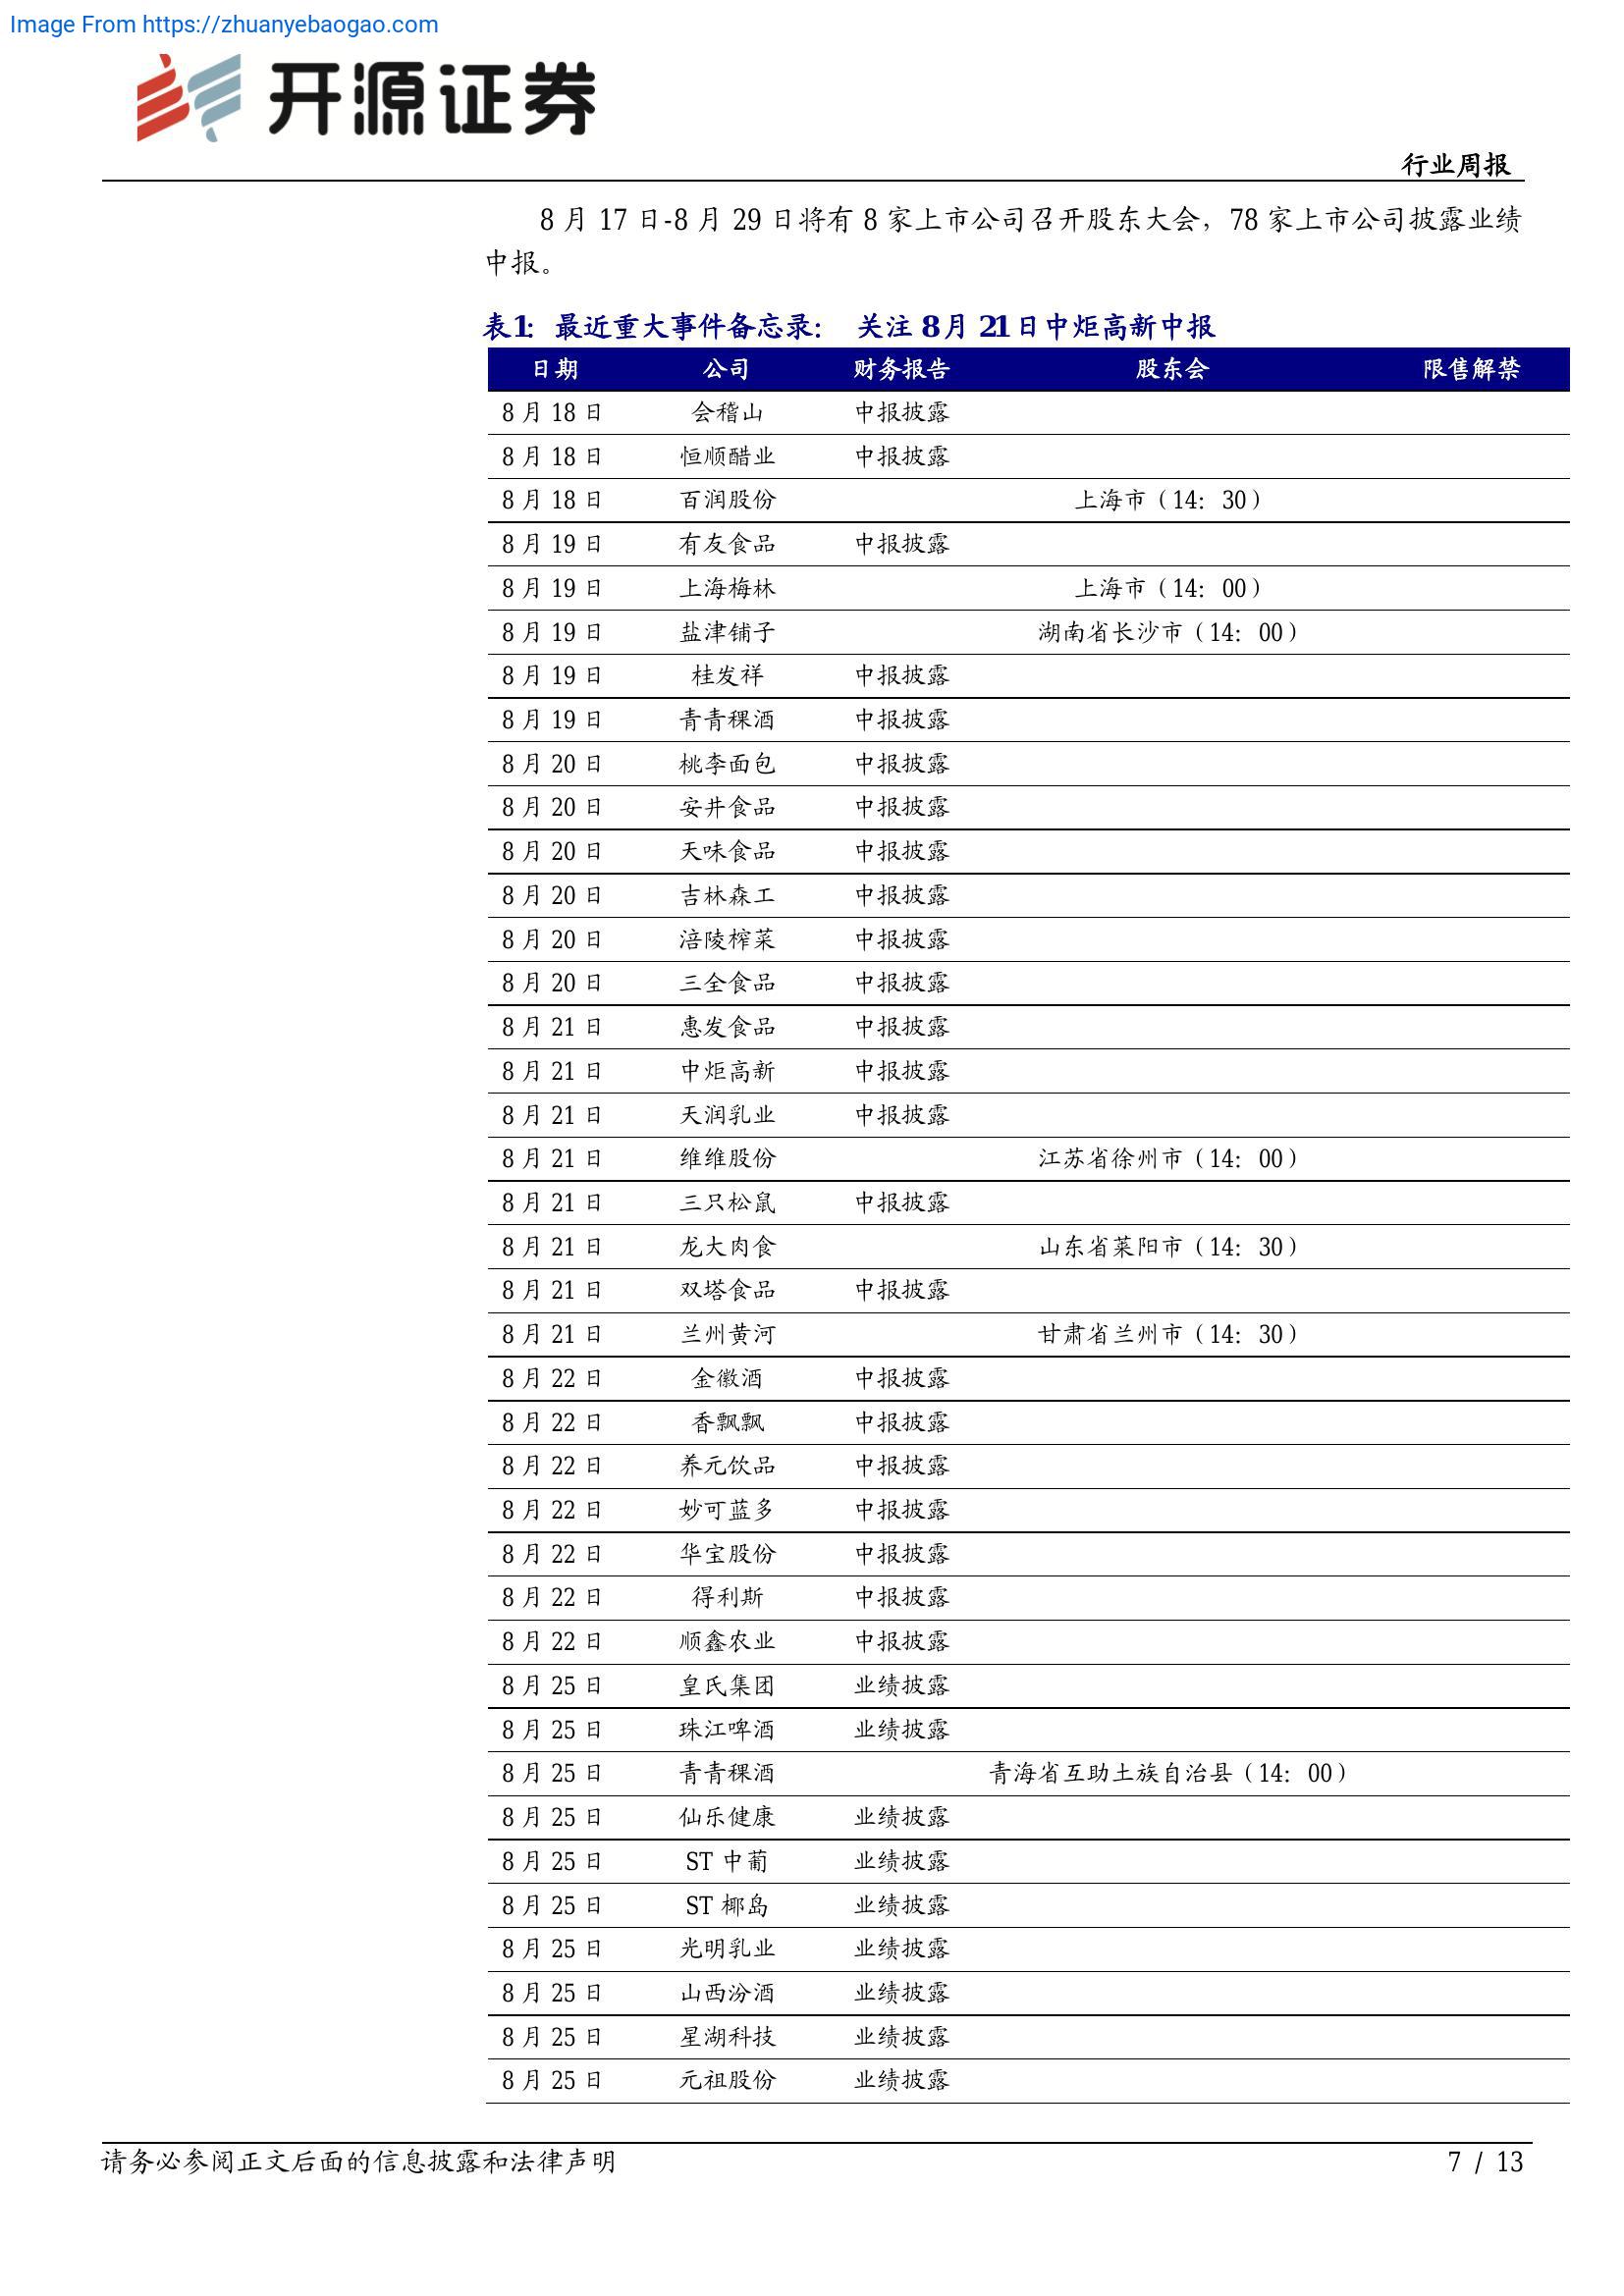 Image From https://zhuanyebaogao.com
开源证券
行业周报
8 月 17 日-8 月 29 日将有 8 家上市公司召开股东大会，78 家上市公司披露业绩
中报。
表1： 最近重大事件备忘录： 关注 8 月 21 日中炬高新中报
日期 公司 财务报告 股东会 限售解禁
8 月 18 日 会稽山 中报披露
8 月 18 日 恒顺醋业 中报披露
8 月 18 日 百润股份 上海市（14：30）
8 月 19 日 有友食品 中报披露
8 月 19 日 上海梅林 上海市（14：00）
8 月 19 日 盐津铺子 湖南省长沙市（14：00）
8 月 19 日 桂发祥 中报披露
8 月 19 日 青青稞酒 中报披露
8 月 20 日 桃李面包 中报披露
8 月 20 日 安井食品 中报披露
8 月 20 日 天味食品 中报披露
8 月 20 日 吉林森工 中报披露
8 月 20 日 涪陵榨菜 中报披露
8 月 20 日 三全食品 中报披露
8 月 21 日 惠发食品 中报披露
8 月 21 日 中炬高新 中报披露
8 月 21 日 天润乳业 中报披露
8 月 21 日 维维股份 江苏省徐州市（14：00）
8 月 21 日 三只松鼠 中报披露
8 月 21 日 龙大肉食 山东省莱阳市（14：30）
8 月 21 日 双塔食品 中报披露
8 月 21 日 兰州黄河 甘肃省兰州市（14：30）
8 月 22 日 金徽酒 中报披露
8 月 22 日 香飘飘 中报披露
8 月 22 日 养元饮品 中报披露
8 月 22 日 妙可蓝多 中报披露
8 月 22 日 华宝股份 中报披露
8 月 22 日 得利斯 中报披露
8 月 22 日 顺鑫农业 中报披露
8 月 25 日 皇氏集团 业绩披露
8 月 25 日 珠江啤酒 业绩披露
8 月 25 日 青青稞酒 青海省互助土族自治县（14：00）
8 月 25 日 仙乐健康 业绩披露
8 月 25 日 ST 中葡 业绩披露
8 月 25 日 ST 椰岛 业绩披露
8 月 25 日 光明乳业 业绩披露
8 月 25 日 山西汾酒 业绩披露
8 月 25 日 星湖科技 业绩披露
8 月 25 日 元祖股份 业绩披露
请务必参阅正文后面的信息披露和法律声明 7 / 13